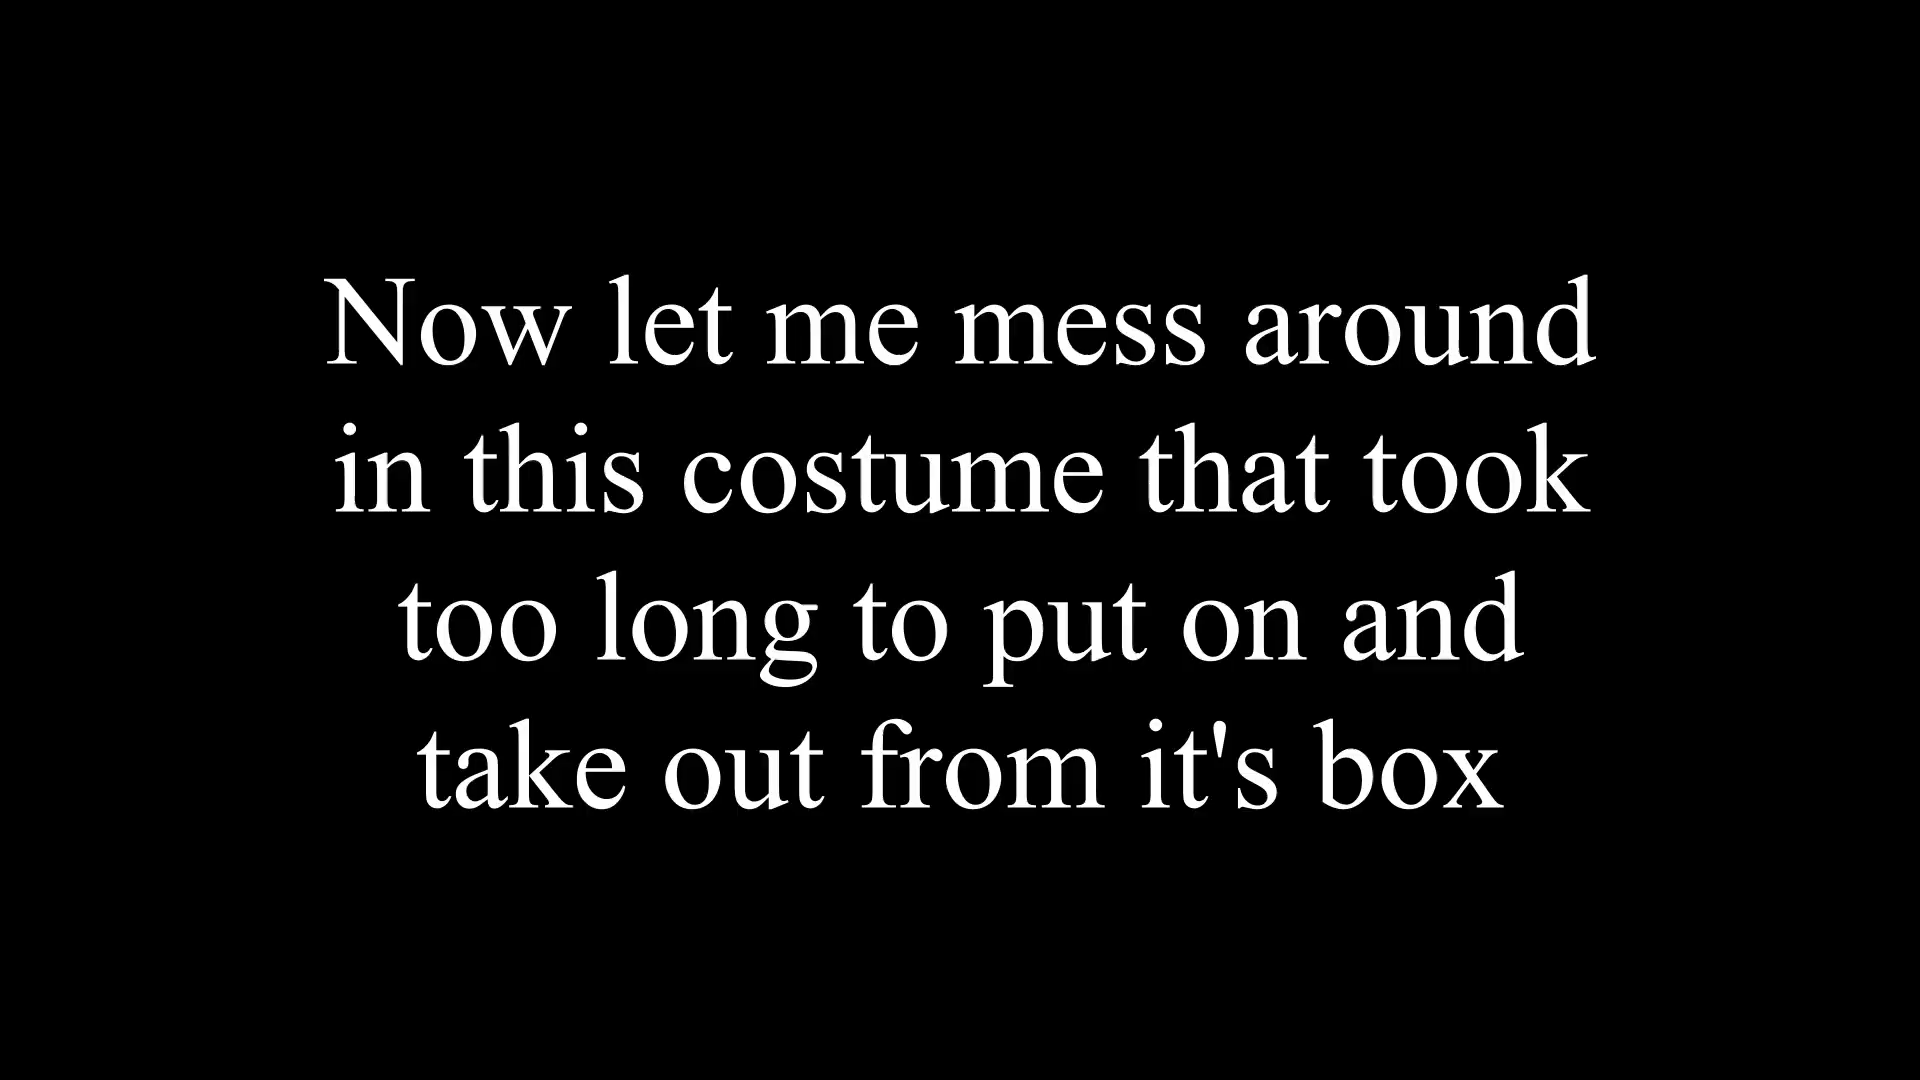 Now let me mess around
in this costume that took
too long to put on and
take out from it's box